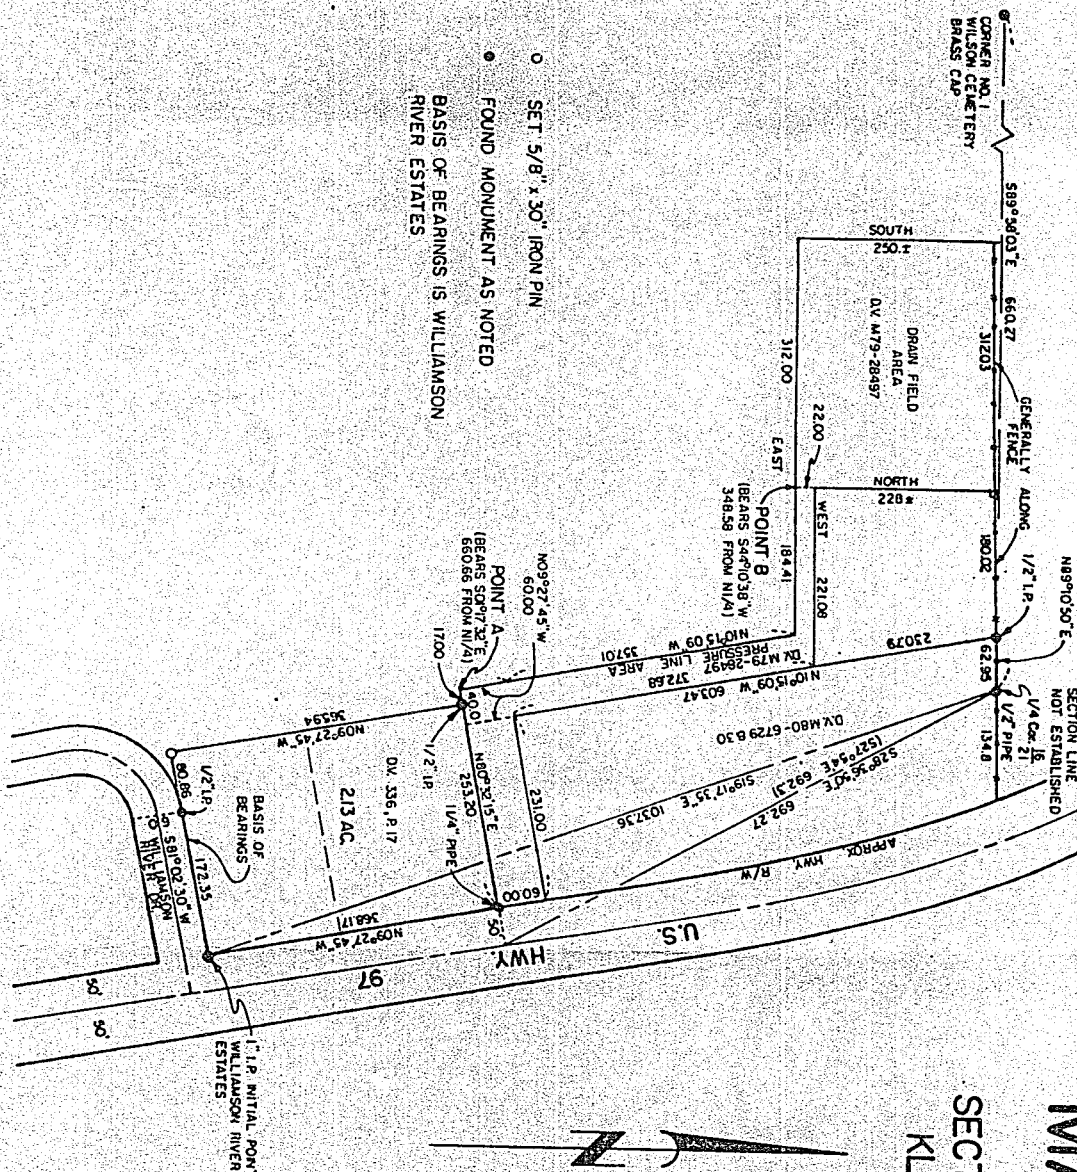 CORNER NO. 1
WILSON CEMETERY
BRASS CAP
S89°58'03"E 660.27
312.03
GENERALLY ALONG
FENCE
180.02
1/2" I.P.
N89°10'50"E
62.95
SECTION LINE
NOT ESTABLISHED
1/4 Cor. 16
21
1/2" PIPE
134.8
SOUTH
250.±
DRAIN FIELD
AREA
D.V. M79-28497
312.00
22.00
EAST
NORTH
228 ±
WEST 221.08
184.41
POINT B
(BEARS S44°10'38"W
348.58 FROM N1/4)
230.79
N10°15'09"W 357.01
D.V. M79-28497
PRESSURE LINE AREA
372.68
N10°15'09"W 603.47
D.V. M80-6729 & 30
S19°17'35"E 1037.36
(S27°54'E 692.31)
S28°36'50"E 692.27
APPROX. HWY.
R/W
U.S.
HWY.
97
O SET 5/8" x 30" IRON PIN
FOUND MONUMENT AS NOTED
BASIS OF BEARINGS IS WILLIAMSON
RIVER ESTATES
N09°27'45"W
60.00
POINT A
(BEARS S01°17'32"E
660.66 FROM N1/4)
17.00
40.01
1/2" I.P.
231.00
N80°32'15"E
253.20
1/4" PIPE
60.00
50'
N09°27'45"W
365.94
D.V. 336, P. 17
2.13 AC.
N09°27'45"W
368.17
1/2" I.P.
80.86
BASIS OF
BEARINGS
172.35
S81°02'30"W
WILLIAMSON
RIVER DR.
50'
50'
1" I.P. INITIAL POINT
WILLIAMSON RIVER
ESTATES
SEC
KL
N